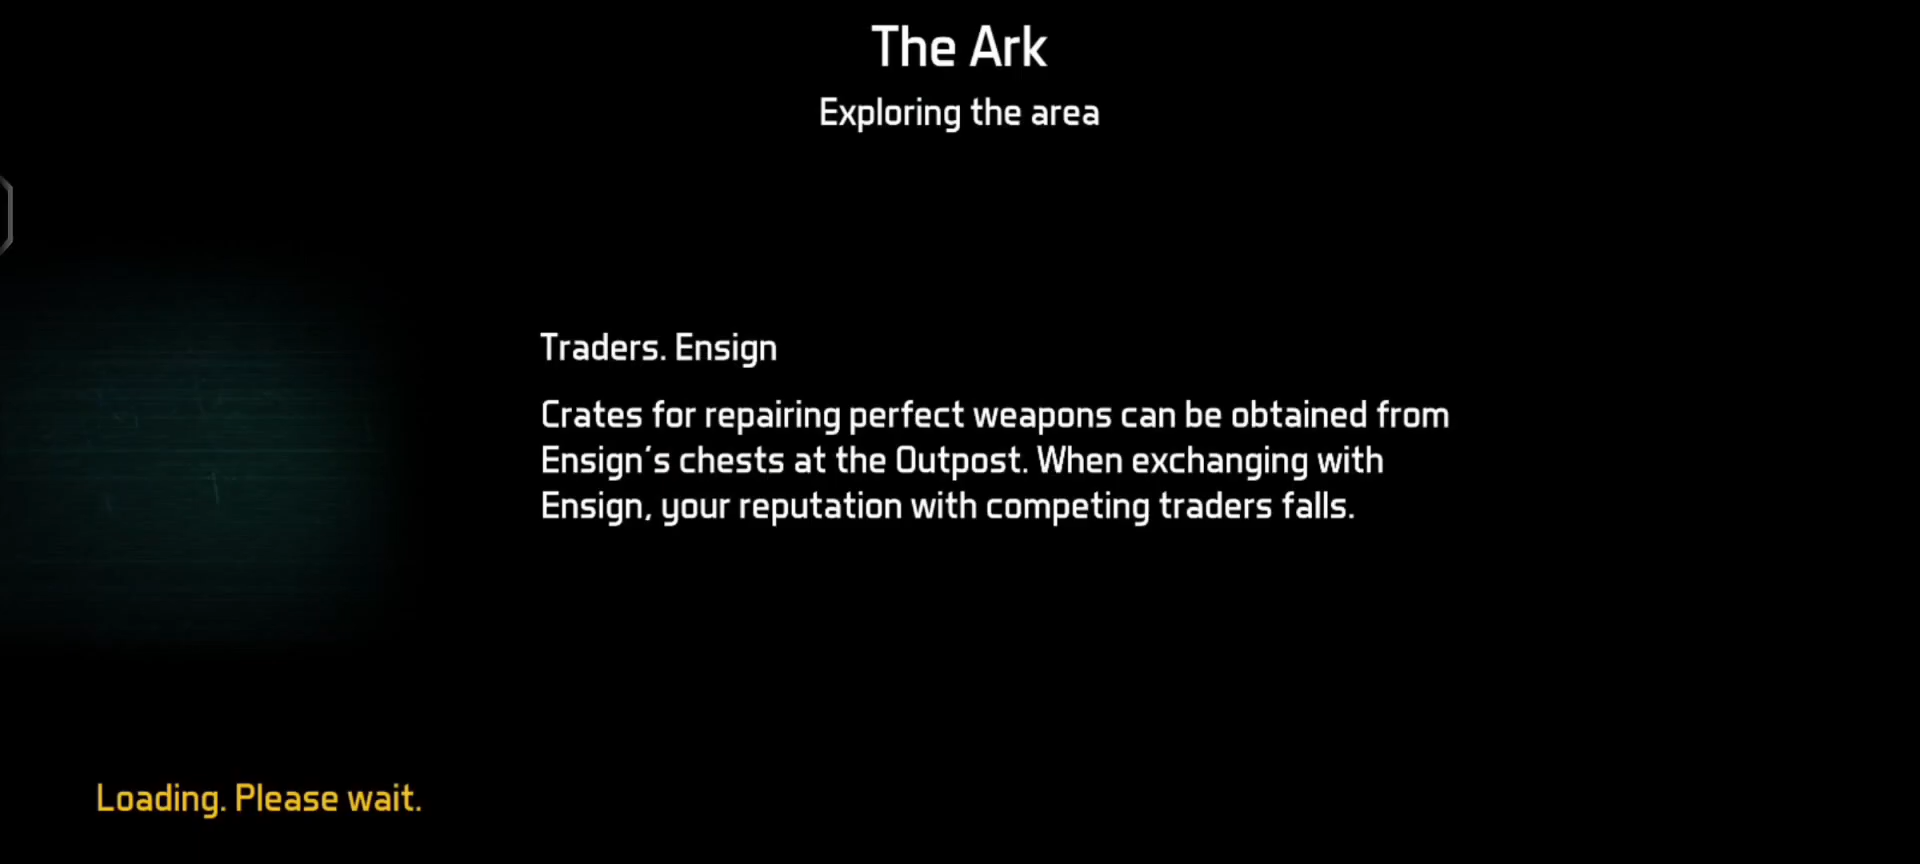 The Ark
Exploring the area
Traders. Ensign
Crates for repairing perfect weapons can be obtained from
Ensign's chests at the Outpost. When exchanging with
Ensign, your reputation with competing traders falls.
Loading. Please wait.